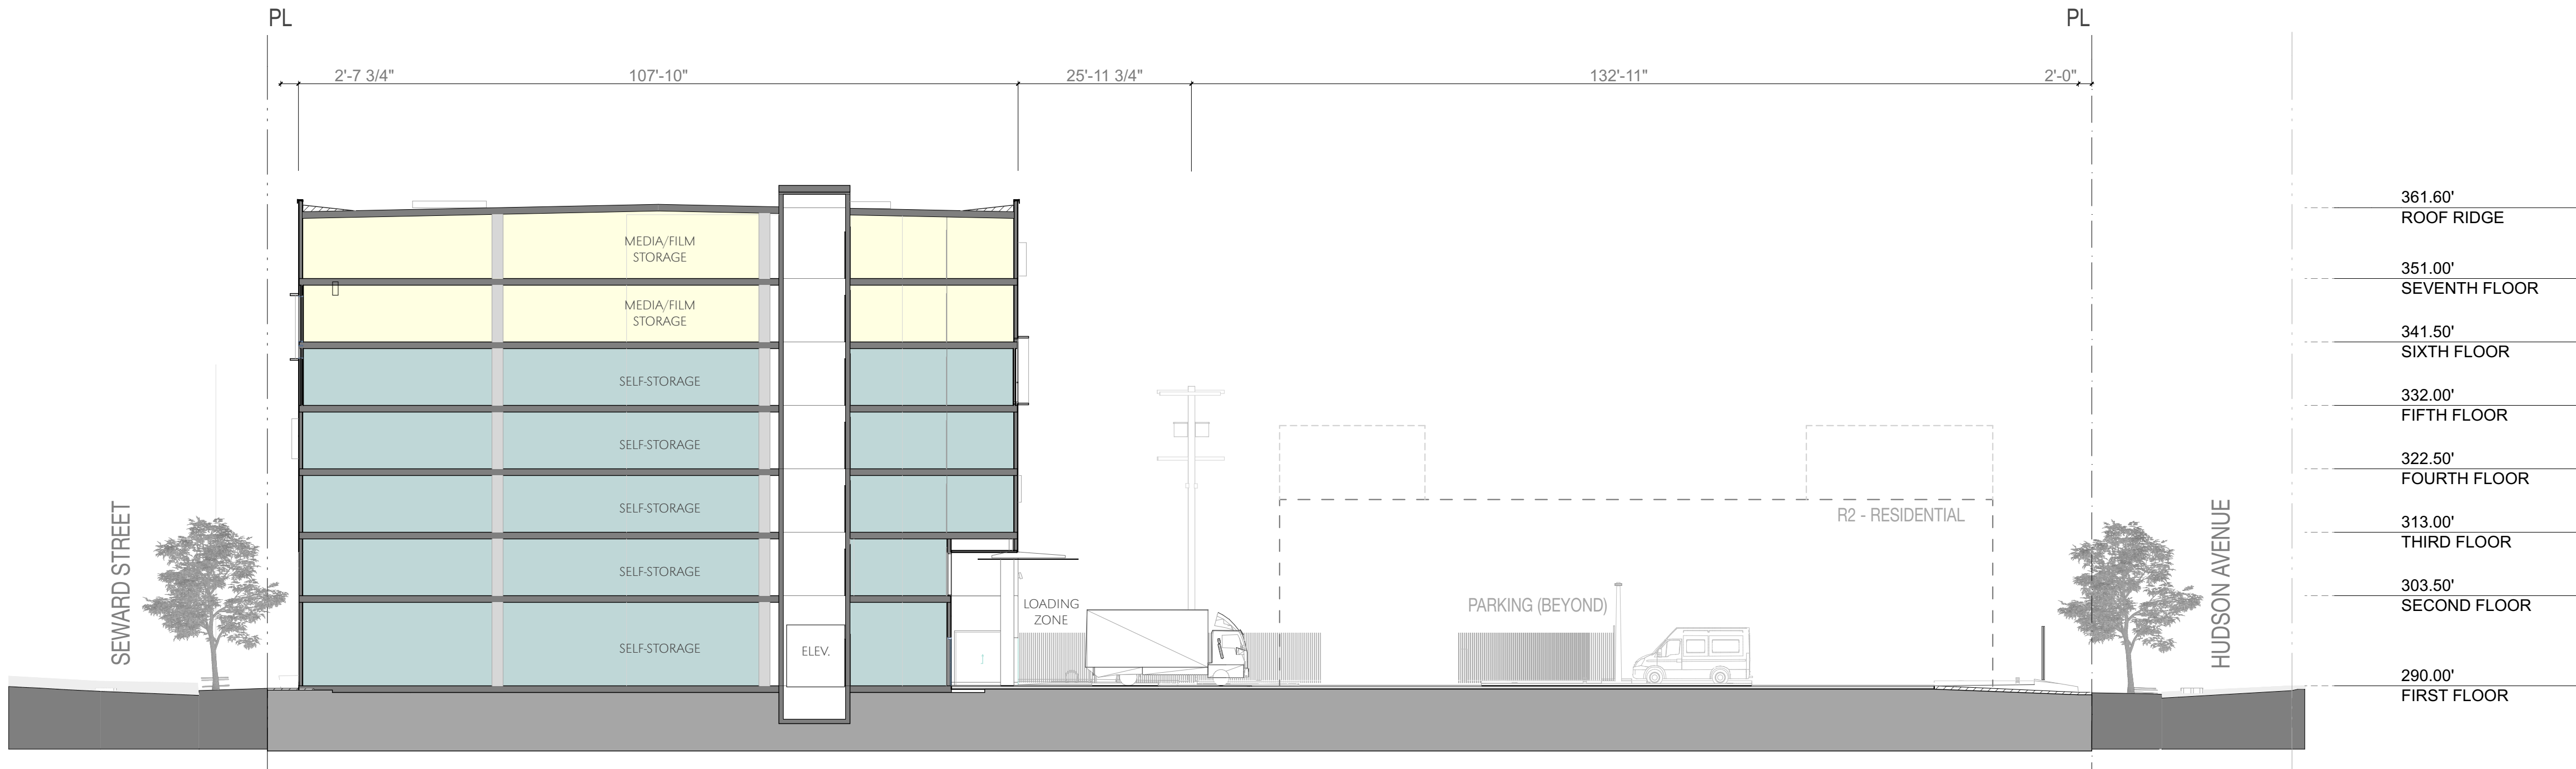 PL
PL
2'-7 3/4"
107'-10"
25'-11 3/4"
132'-11"
2'-0"
361.60'
ROOF RIDGE
MEDIA/FILM
STORAGE
351.00'
SEVENTH FLOOR
MEDIA/FILM
STORAGE
341.50'
SIXTH FLOOR
SELF-STORAGE
332.00'
FIFTH FLOOR
SELF-STORAGE
322.50'
FOURTH FLOOR
SELF-STORAGE
R2 - RESIDENTIAL
313.00'
THIRD FLOOR
SEWARD STREET
HUDSON AVENUE
SELF-STORAGE
303.50'
SECOND FLOOR
LOADING
ZONE
PARKING (BEYOND)
SELF-STORAGE
ELEV.
290.00'
FIRST FLOOR